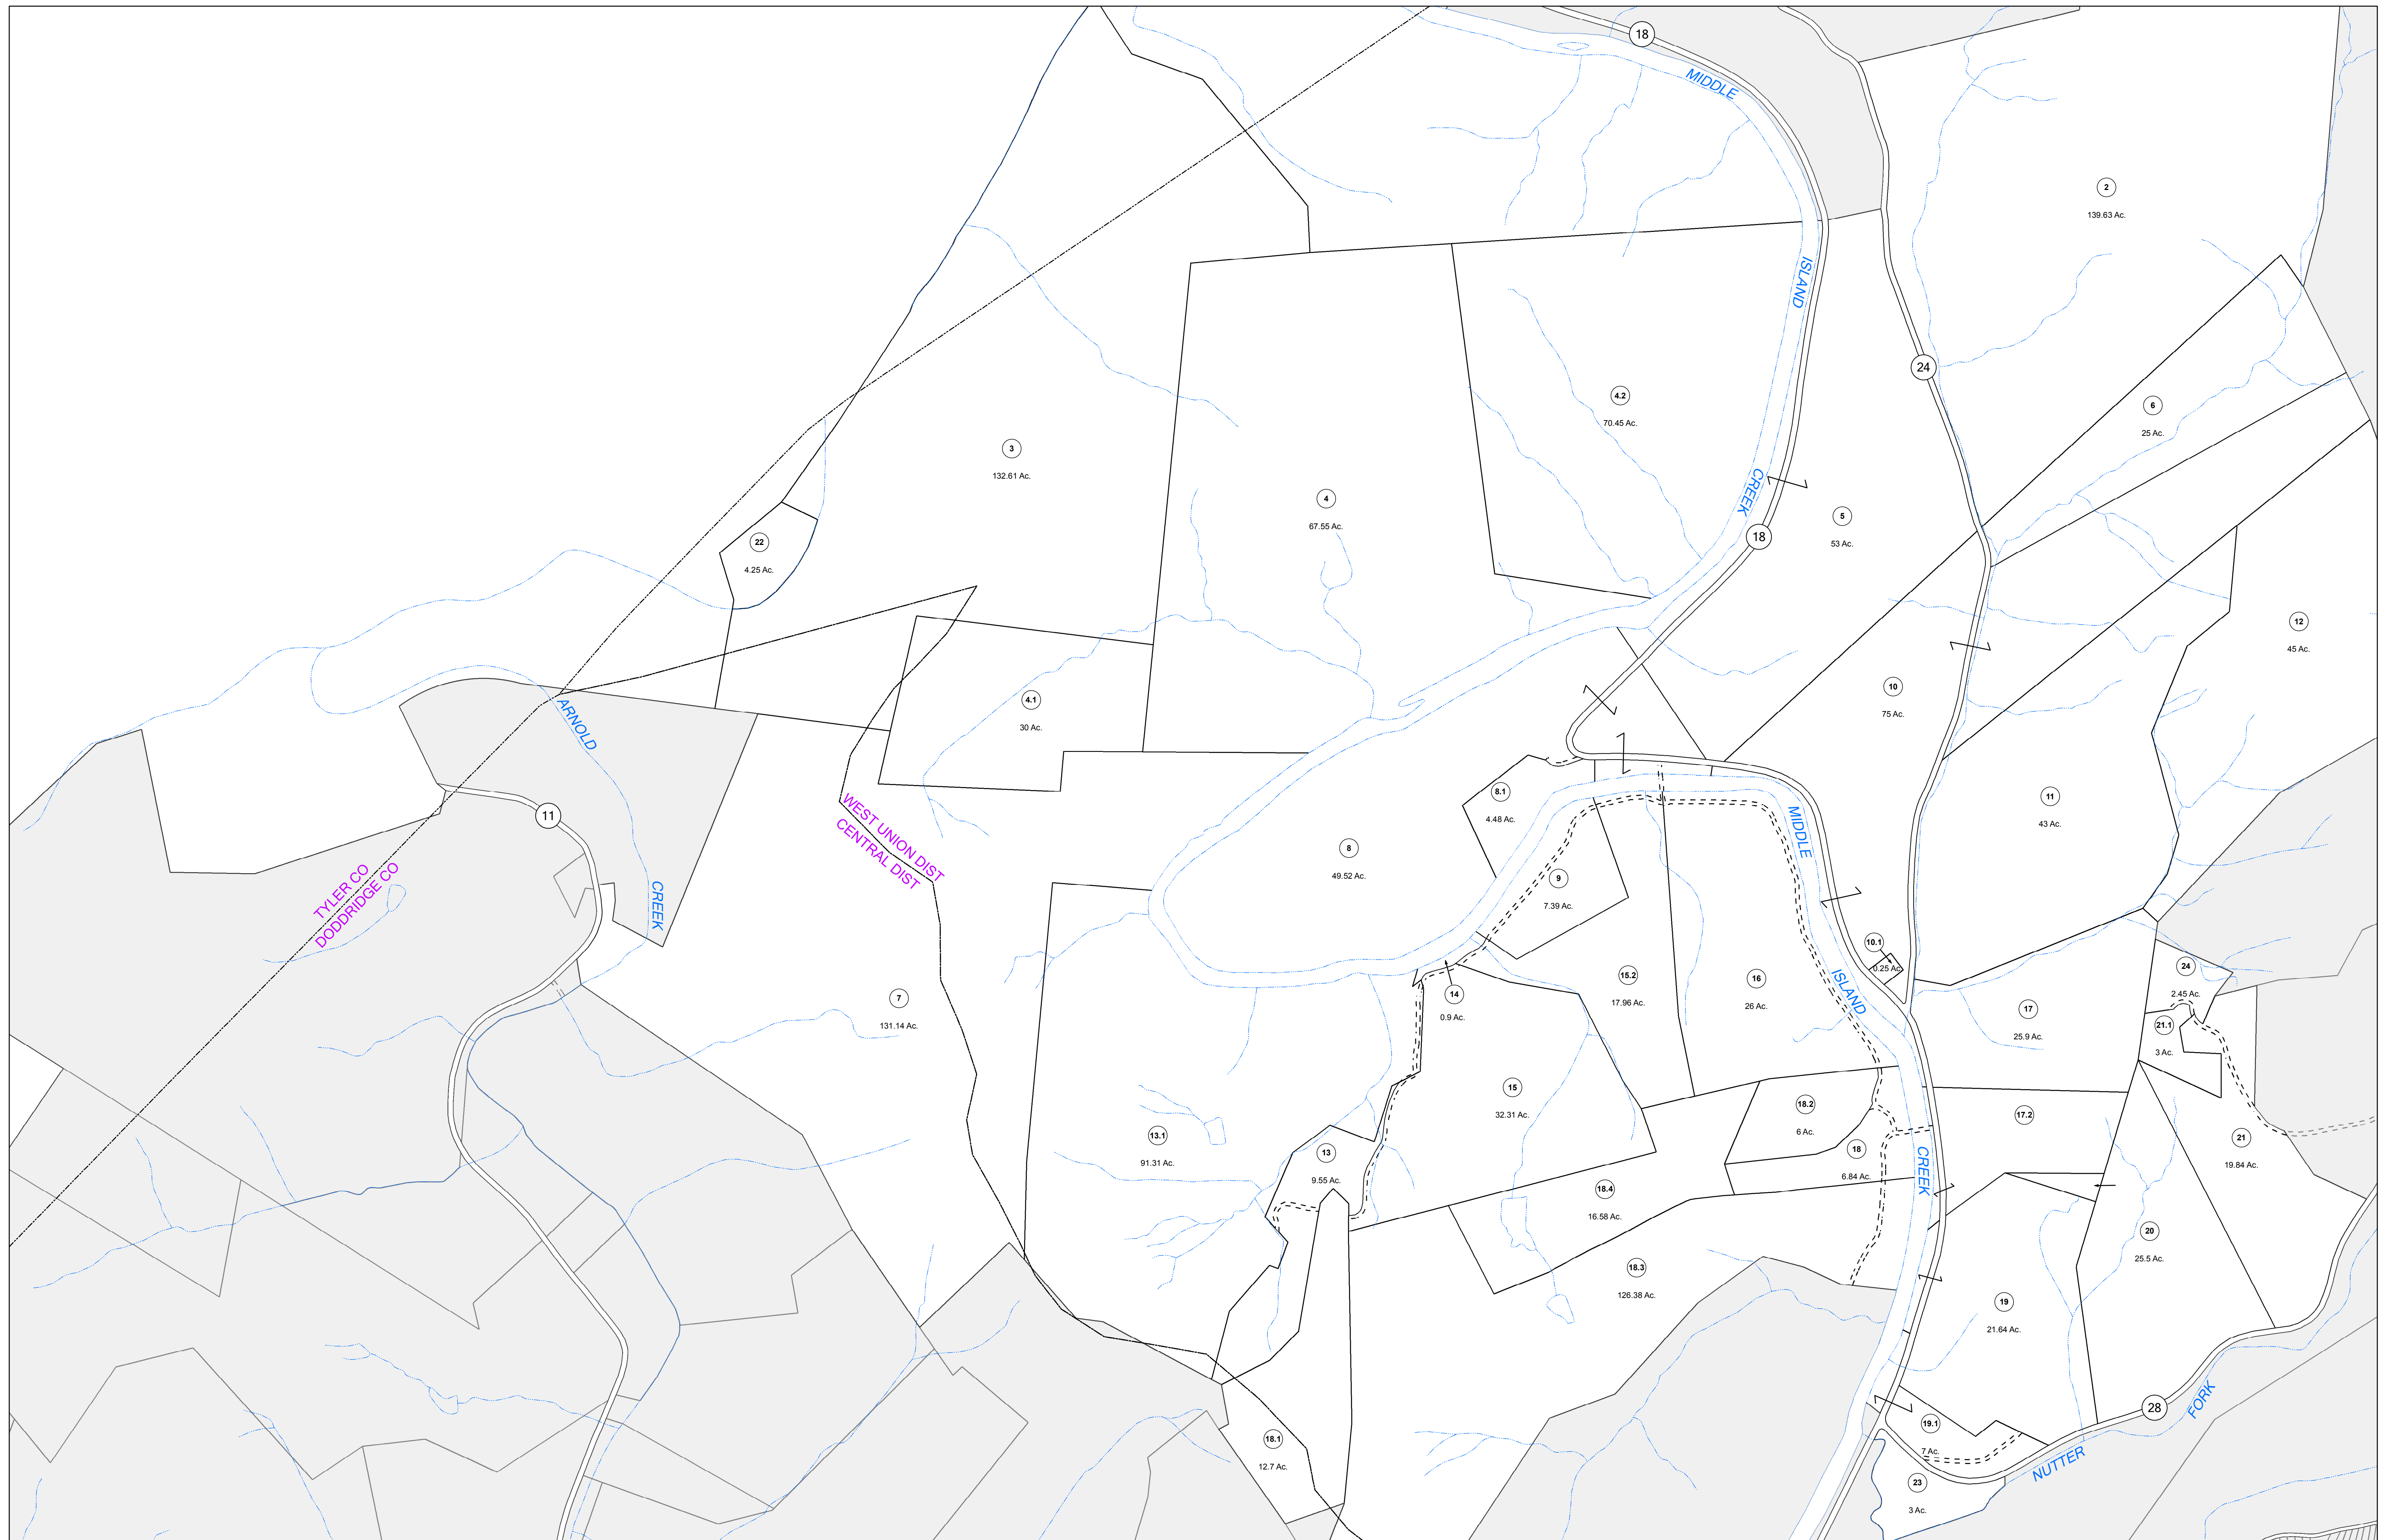 18
MIDDLE
2
139.63 Ac.
ISLAND
24
4.2
70.45 Ac.
6
25 Ac.
3
132.61 Ac.
4
67.55 Ac.
CREEK
5
53 Ac.
18
22
4.25 Ac.
12
45 Ac.
4.1
30 Ac.
10
75 Ac.
ARNOLD
8.1
4.48 Ac.
11
43 Ac.
11
WEST UNION DIST
CENTRAL DIST
MIDDLE
8
49.52 Ac.
9
7.39 Ac.
TYLER CO
DODDRIDGE CO
CREEK
10.1
0.25 Ac.
24
2.45 Ac.
15.2
17.96 Ac.
16
26 Ac.
ISLAND
14
0.9 Ac.
7
131.14 Ac.
17
25.9 Ac.
21.1
3 Ac.
15
32.31 Ac.
18.2
6 Ac.
17.2
13.1
91.31 Ac.
13
9.55 Ac.
18
6.84 Ac.
CREEK
21
19.84 Ac.
18.4
16.58 Ac.
20
25.5 Ac.
18.3
126.38 Ac.
19
21.64 Ac.
28
FORK
19.1
7 Ac.
NUTTER
18.1
12.7 Ac.
23
3 Ac.